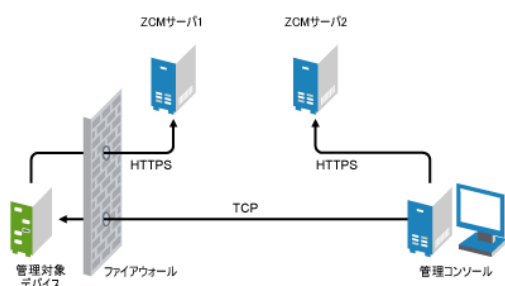 ZCMサーバ1
ZCMサーバ2
HTTPS
HTTPS
TCP
管理対象
デバイス
ファイアウォール
管理コンソール